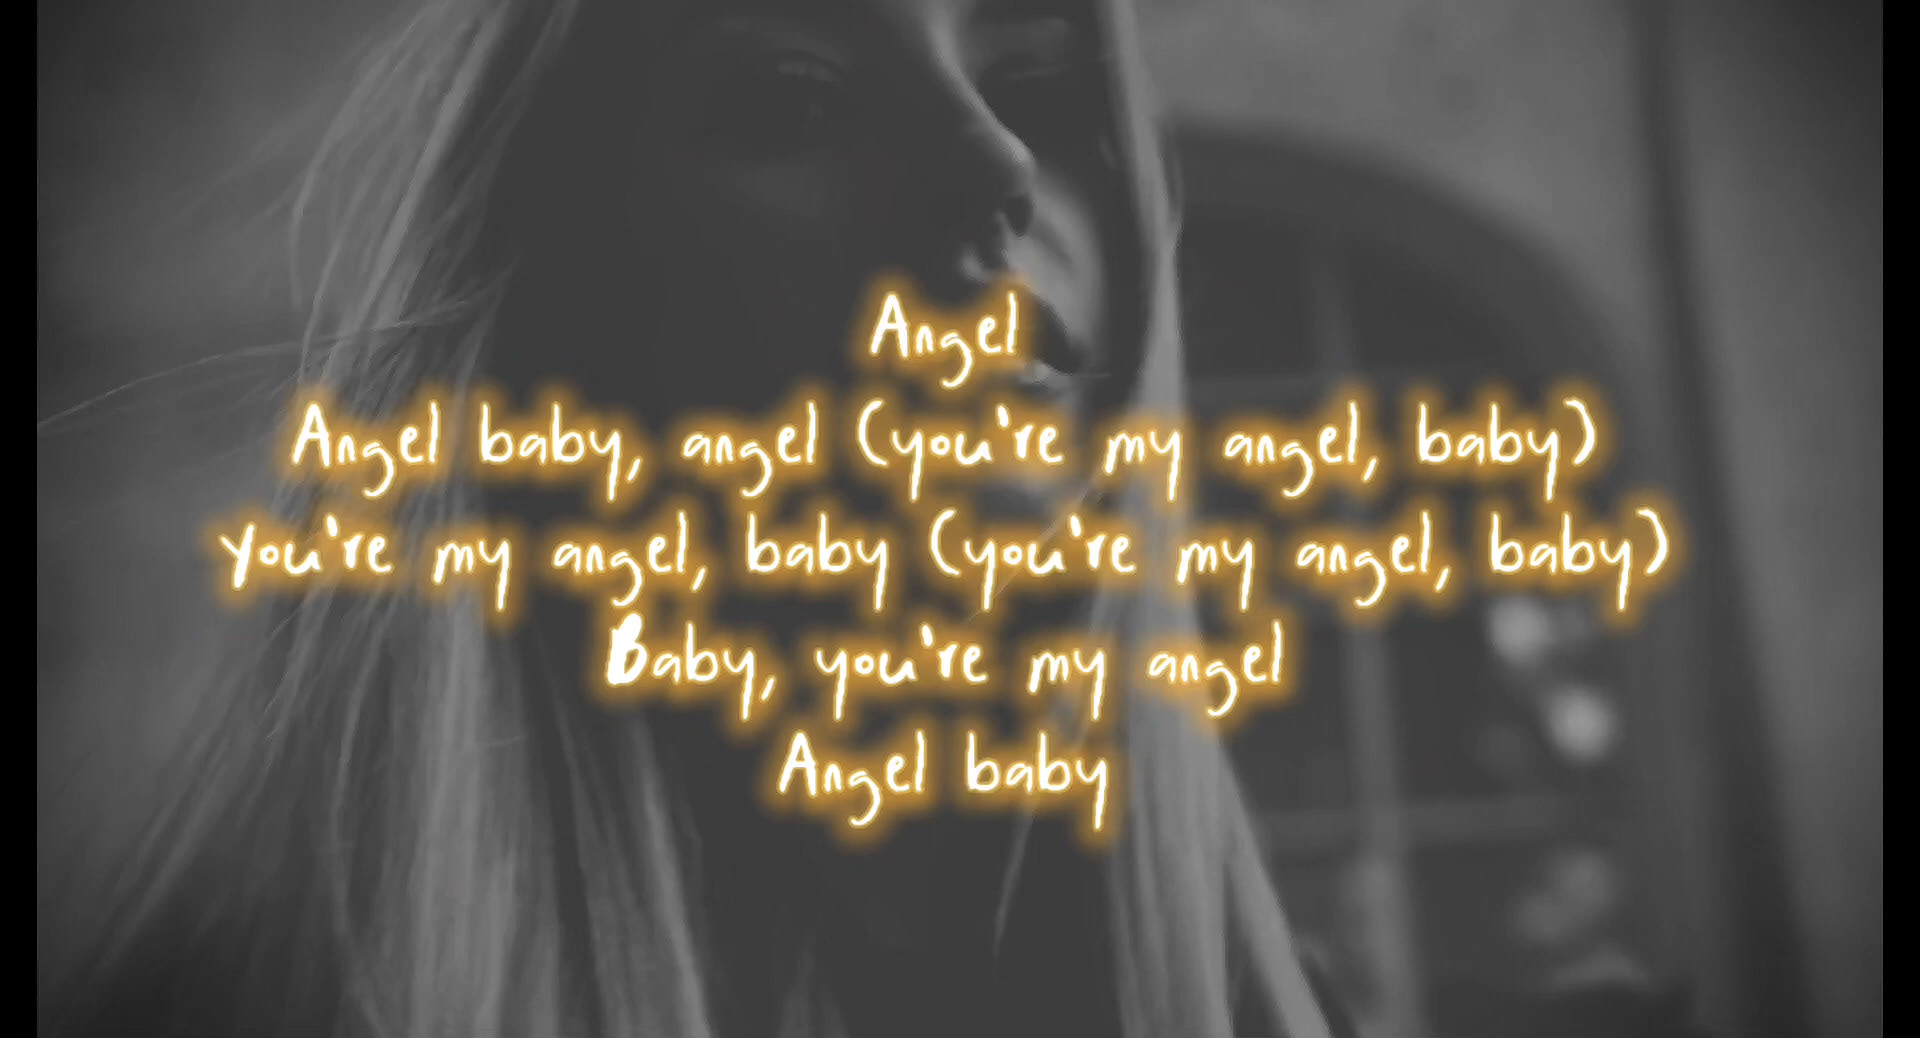 Angel
Angel baby, angel (you're my angel, baby)
You're my angel, baby (you're my angel, baby)
Baby, you're my angel
Angel baby